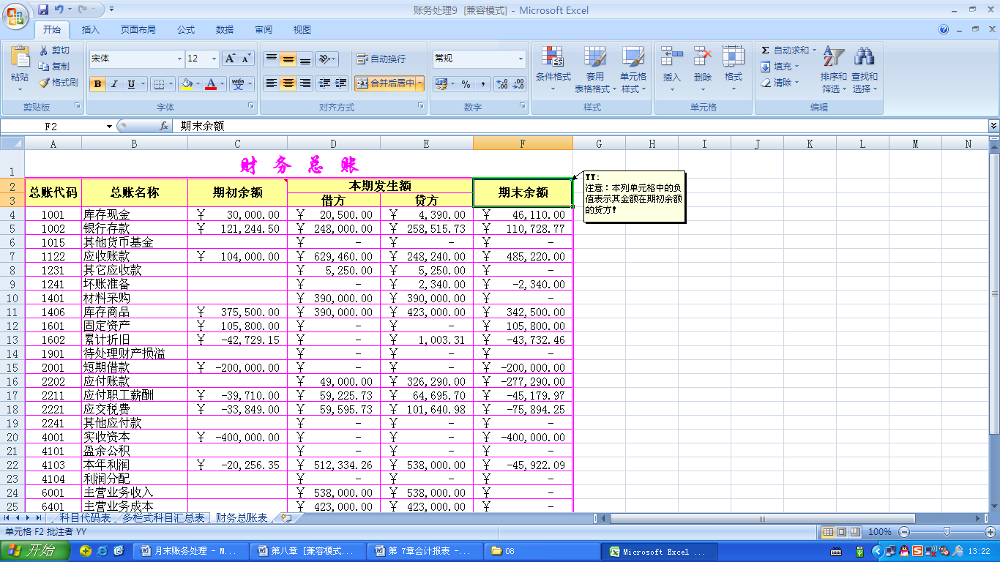 账务处理9 [兼容模式] - Microsoft Excel
开始 插入 页面布局 公式 数据 审阅 视图
粘贴 剪切 复制 格式刷 剪贴板
宋体 12 B I U 字体
自动换行 合并后居中 对齐方式
常规 % 数字
条件格式 套用表格格式 单元格样式 样式
插入 删除 格式 单元格
Σ 自动求和 填充 清除 排序和筛选 查找和选择 编辑
F2 fx 期末余额
A B C D E F G H I J K L M N
1 财 务 总 账
2 总账代码 总账名称 期初余额 本期发生额 期末余额
3 借方 贷方
YY:
注意：本列单元格中的负
值表示其金额在期初余额
的贷方!
4 1001 库存现金 ￥ 30,000.00 ￥ 20,500.00 ￥ 4,390.00 ￥ 46,110.00
5 1002 银行存款 ￥ 121,244.50 ￥ 248,000.00 ￥ 258,515.73 ￥ 110,728.77
6 1015 其他货币基金 ￥ - ￥ - ￥ -
7 1122 应收账款 ￥ 104,000.00 ￥ 629,460.00 ￥ 248,240.00 ￥ 485,220.00
8 1231 其它应收款 ￥ 5,250.00 ￥ 5,250.00 ￥ -
9 1241 坏账准备 ￥ - ￥ 2,340.00 ￥ -2,340.00
10 1401 材料采购 ￥ 390,000.00 ￥ 390,000.00 ￥ -
11 1406 库存商品 ￥ 375,500.00 ￥ 390,000.00 ￥ 423,000.00 ￥ 342,500.00
12 1601 固定资产 ￥ 105,800.00 ￥ - ￥ - ￥ 105,800.00
13 1602 累计折旧 ￥ -42,729.15 ￥ - ￥ 1,003.31 ￥ -43,732.46
14 1901 待处理财产损溢 ￥ - ￥ - ￥ -
15 2001 短期借款 ￥ -200,000.00 ￥ - ￥ - ￥ -200,000.00
16 2202 应付账款 ￥ 49,000.00 ￥ 326,290.00 ￥ -277,290.00
17 2211 应付职工薪酬 ￥ -39,710.00 ￥ 59,225.73 ￥ 64,695.70 ￥ -45,179.97
18 2221 应交税费 ￥ -33,849.00 ￥ 59,595.73 ￥ 101,640.98 ￥ -75,894.25
19 2241 其他应付款 ￥ - ￥ - ￥ -
20 4001 实收资本 ￥ -400,000.00 ￥ - ￥ - ￥ -400,000.00
21 4101 盈余公积 ￥ - ￥ - ￥ -
22 4103 本年利润 ￥ -20,256.35 ￥ 512,334.26 ￥ 538,000.00 ￥ -45,922.09
23 4104 利润分配 ￥ - ￥ - ￥ -
24 6001 主营业务收入 ￥ 538,000.00 ￥ 538,000.00 ￥ -
25 6401 主营业务成本 ￥ 423,000.00 ￥ 423,000.00 ￥ -
科目代码表 多栏式科目汇总表 财务总账表
单元格 F2 批注者 YY 100%
开始 月末账务处理 - M... 第八章 [兼容模式... 第 7章会计报表 -... 08 Microsoft Excel ... 13:22